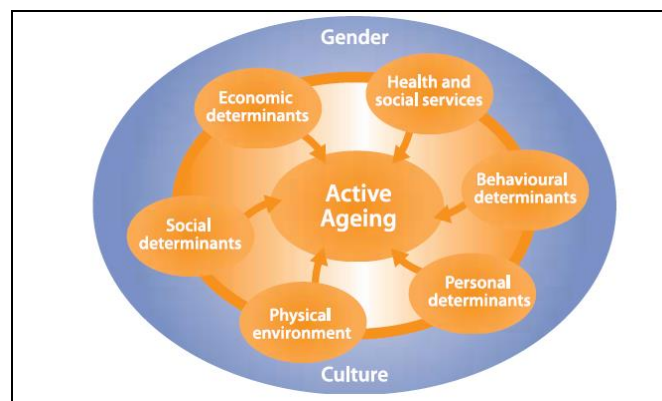 Gender
Economic
determinants
Health and
social services
Active
Ageing
Behavioural
determinants
Social
determinants
Personal
determinants
Physical
environment
Culture